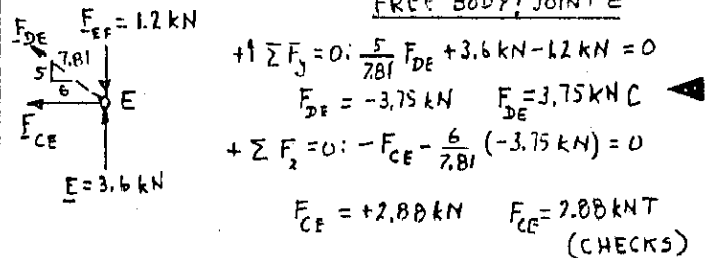 FREE BODY: JOINT E
F_EF = 1.2 kN
F_DE
7.81
5
6
E
F_CE
E = 3.6 kN
+↑ Σ F_y = 0: 5/7.81 F_DE + 3.6 kN - 1.2 kN = 0
F_DE = -3.75 kN F_DE = 3.75 kN C ◀
+ Σ F_x = 0: -F_CE - 6/7.81 (-3.75 kN) = 0
F_CE = +2.88 kN F_CE = 2.88 kN T
(CHECKS)